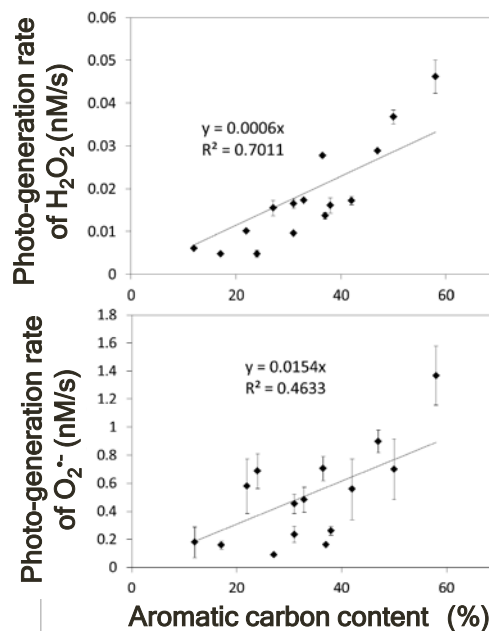 Photo-generation rate
of H₂O₂ (nM/s)
0.06
0.05
0.04
0.03
0.02
0.01
0
y = 0.0006x
R² = 0.7011
0
20
40
60
Photo-generation rate
of O₂•- (nM/s)
1.8
1.6
1.4
1.2
1
0.8
0.6
0.4
0.2
0
y = 0.0154x
R² = 0.4633
0
20
40
60
Aromatic carbon content (%)